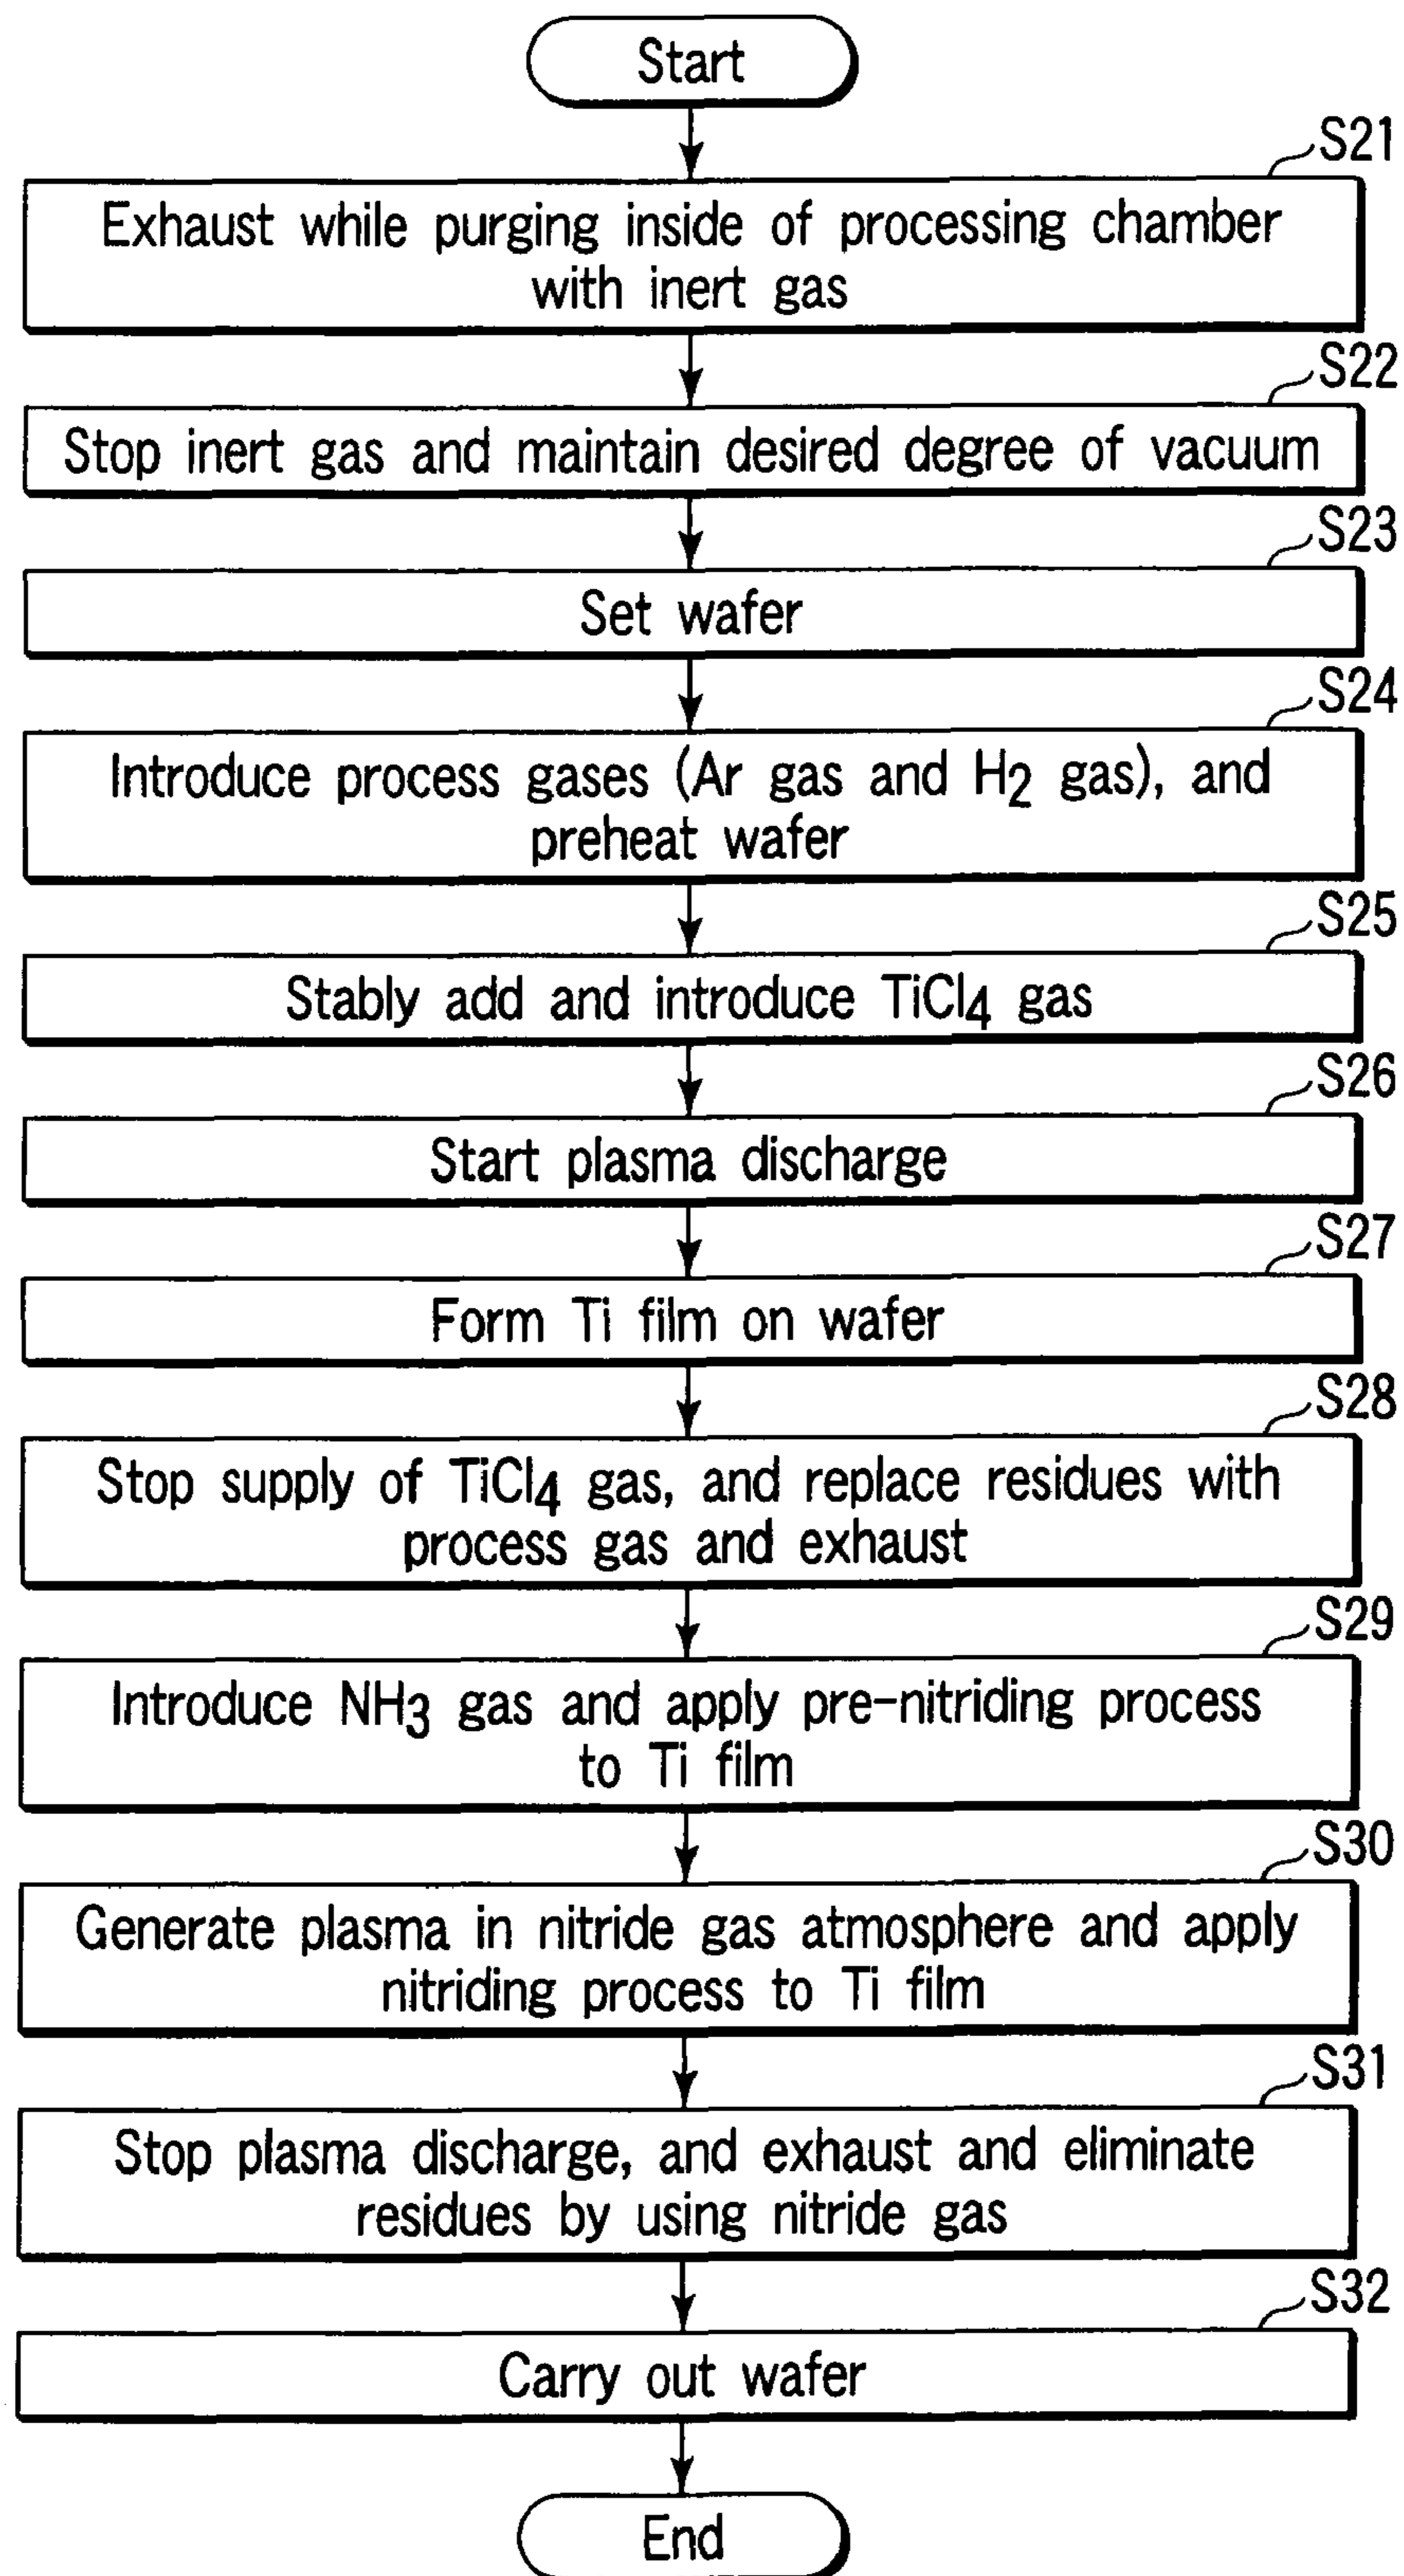 Start
S21
Exhaust while purging inside of processing chamber
with inert gas
S22
Stop inert gas and maintain desired degree of vacuum
S23
Set wafer
S24
Introduce process gases (Ar gas and H2 gas), and
preheat wafer
S25
Stably add and introduce TiCl4 gas
S26
Start plasma discharge
S27
Form Ti film on wafer
S28
Stop supply of TiCl4 gas, and replace residues with
process gas and exhaust
S29
Introduce NH3 gas and apply pre-nitriding process
to Ti film
S30
Generate plasma in nitride gas atmosphere and apply
nitriding process to Ti film
S31
Stop plasma discharge, and exhaust and eliminate
residues by using nitride gas
S32
Carry out wafer
End